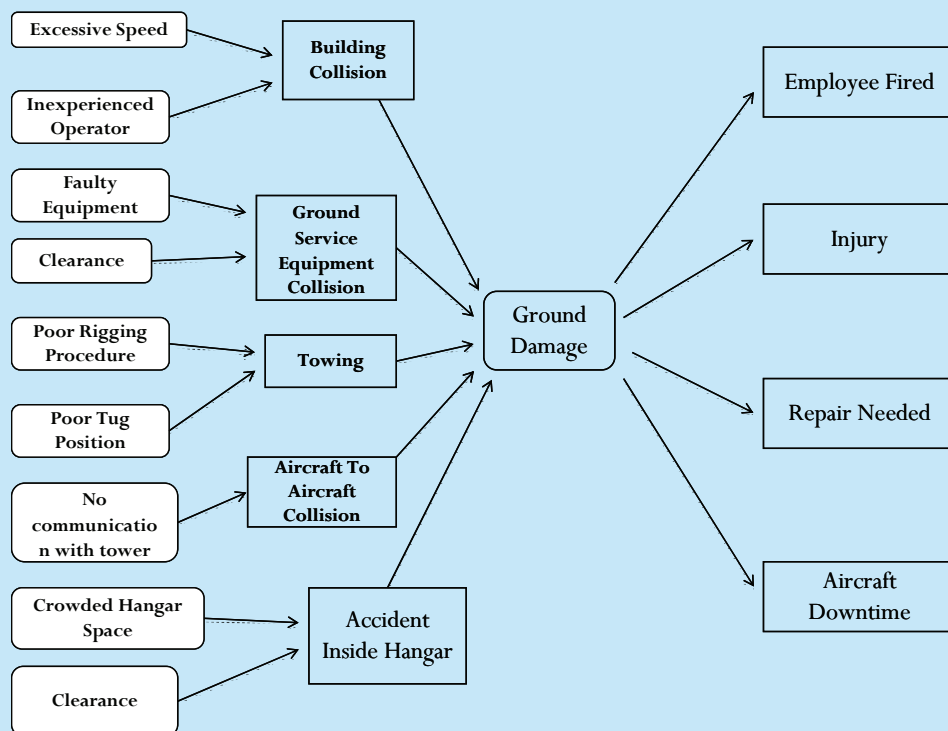 Excessive Speed
Inexperienced
Operator
Faulty
Equipment
Clearance
Poor Rigging
Procedure
Poor Tug
Position
No
communicatio
n with tower
Crowded Hangar
Space
Clearance
Building
Collision
Ground
Service
Equipment
Collision
Towing
Aircraft To
Aircraft
Collision
Accident
Inside Hangar
Ground
Damage
Employee Fired
Injury
Repair Needed
Aircraft
Downtime